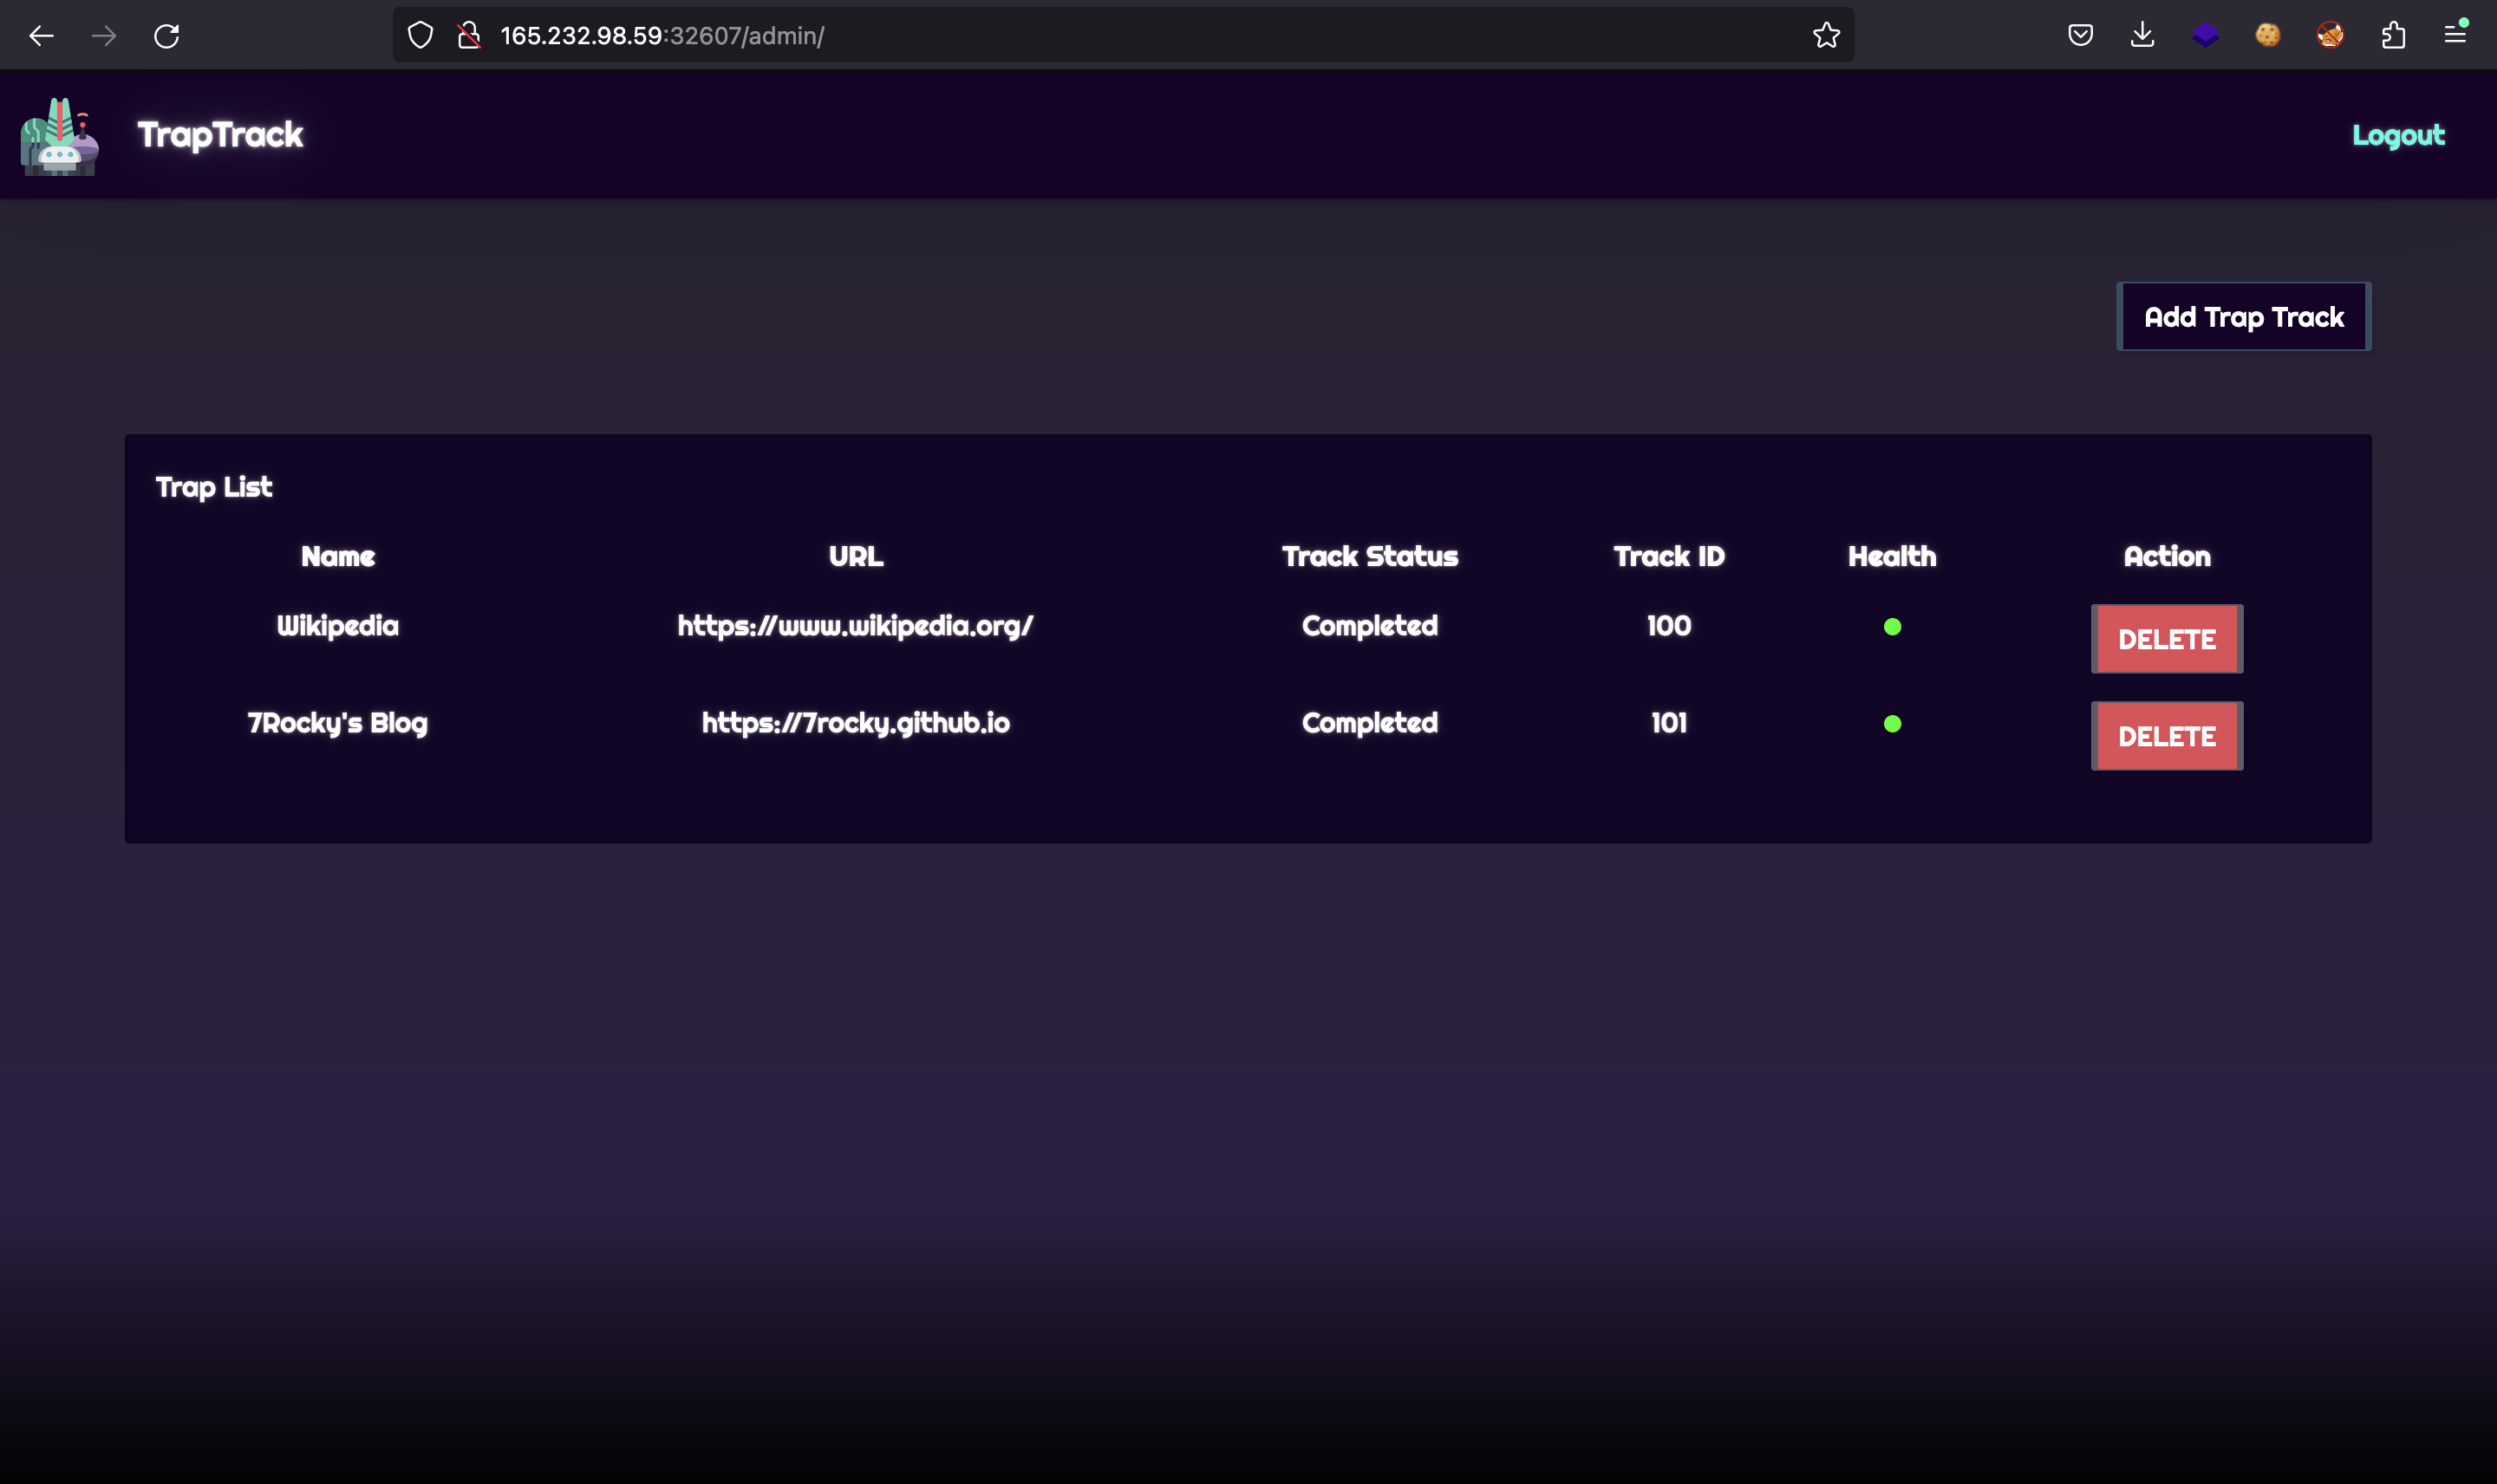 165.232.98.59:32607/admin/
TrapTrack
Logout
Add Trap Track
Trap List
Name URL Track Status Track ID Health Action
Wikipedia https://www.wikipedia.org/ Completed 100 DELETE
7Rocky's Blog https://7rocky.github.io Completed 101 DELETE